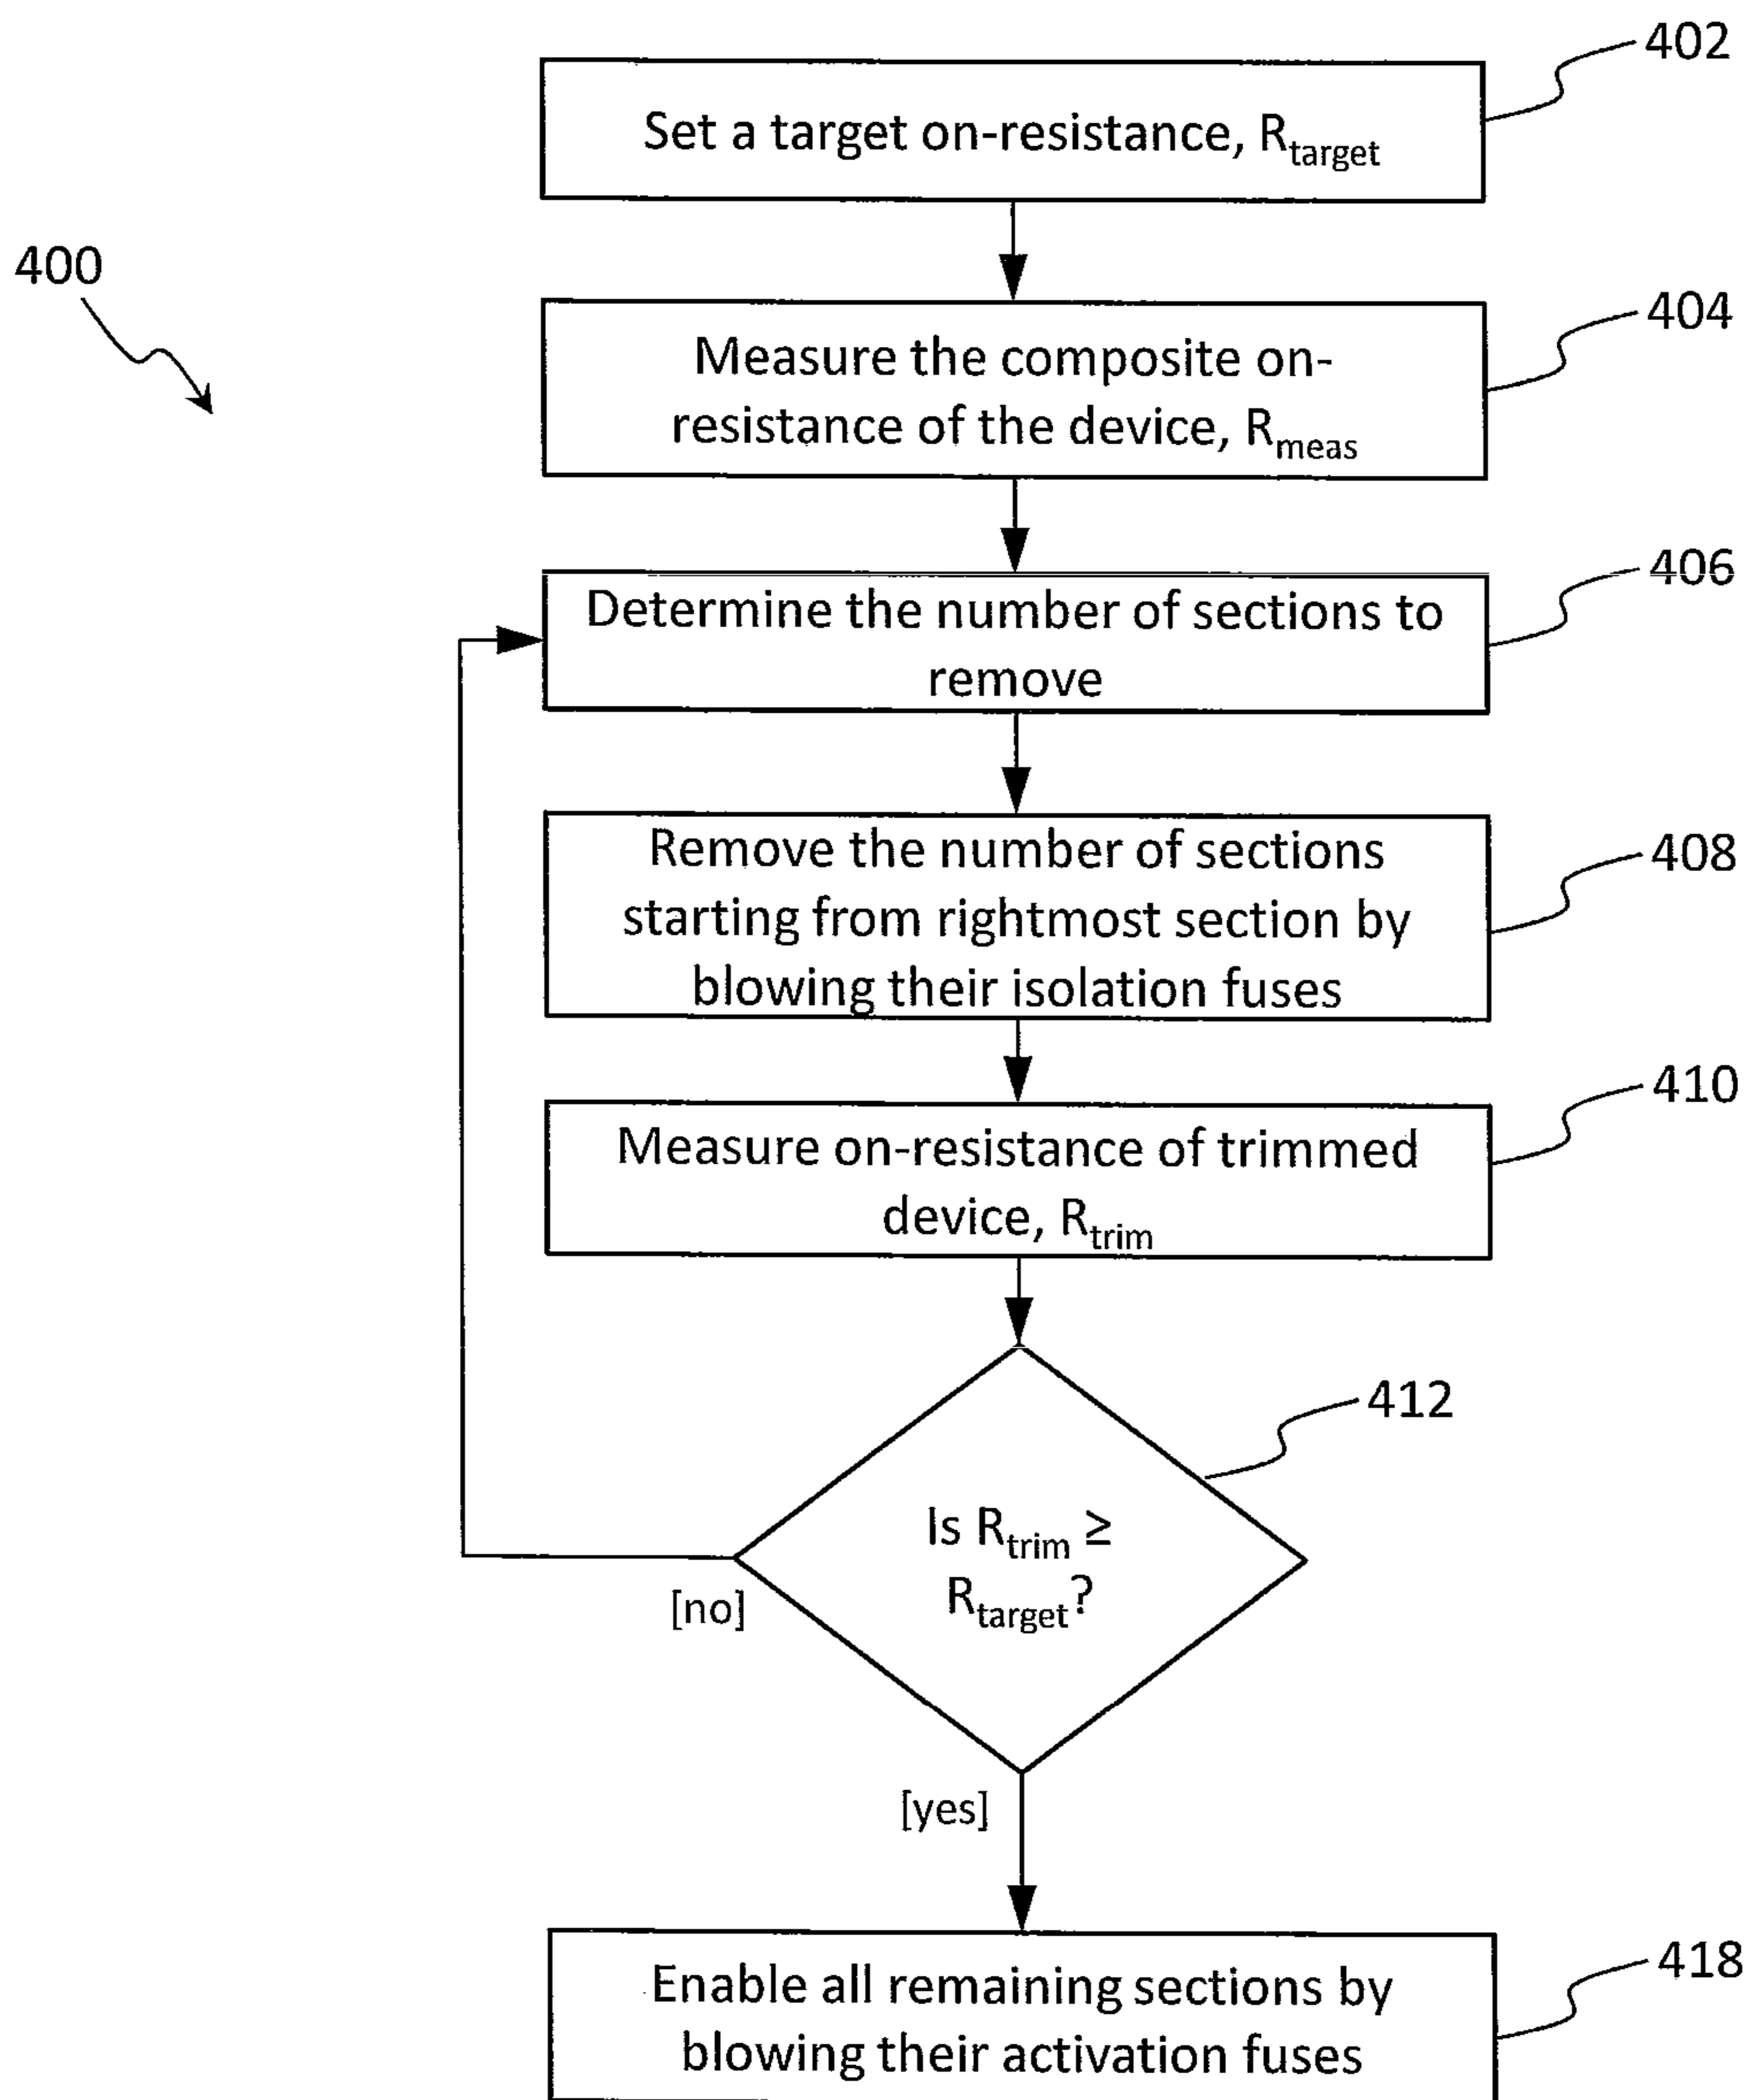 402
Set a target on-resistance, Rtarget
400
404
Measure the composite on-
resistance of the device, Rmeas
406
Determine the number of sections to
remove
408
Remove the number of sections
starting from rightmost section by
blowing their isolation fuses
410
Measure on-resistance of trimmed
device, Rtrim
412
Is Rtrim ≥
Rtarget?
[no]
[yes]
418
Enable all remaining sections by
blowing their activation fuses